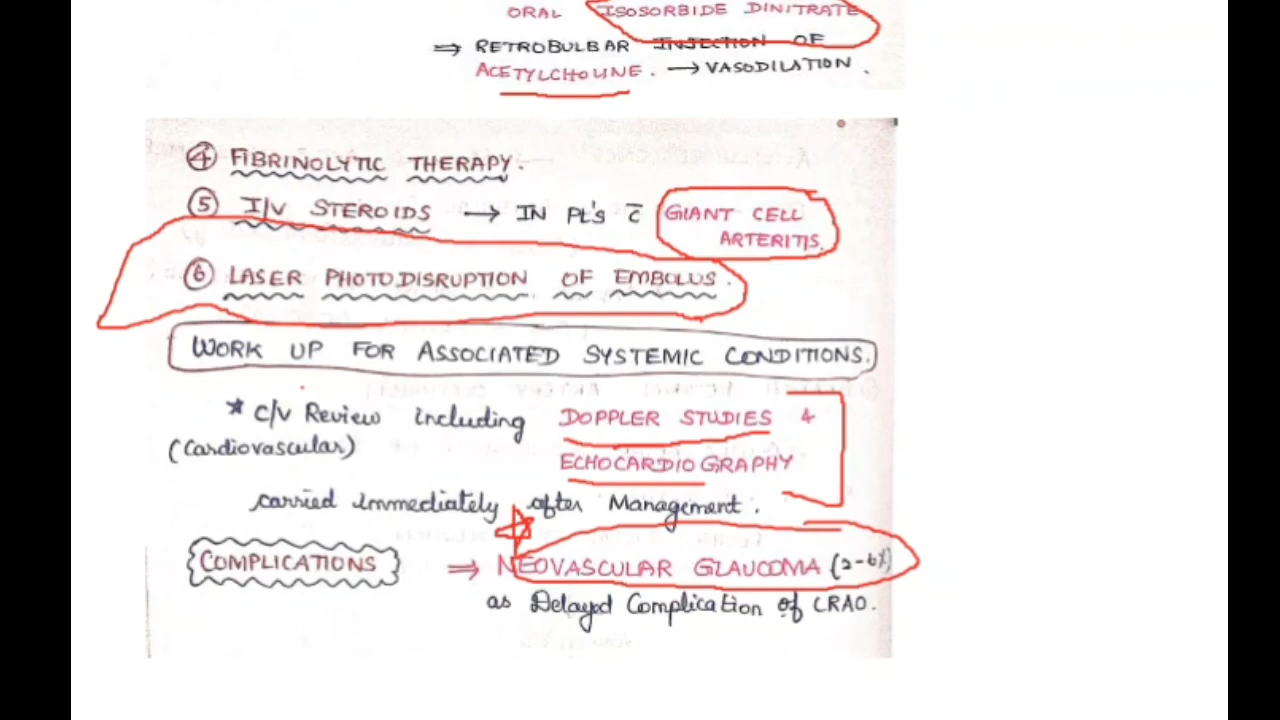 ORAL ISOSORBIDE DINITRATE
⇒ RETROBULBAR INJECTION OF
ACETYLCHOLINE. → VASODILATION.
④ FIBRINOLYTIC THERAPY.
⑤ I/V STEROIDS → IN Pt's c̅ GIANT CELL
ARTERITIS.
⑥ LASER PHOTODISRUPTION OF EMBOLUS.
WORK UP FOR ASSOCIATED SYSTEMIC CONDITIONS.
* C/V Review including DOPPLER STUDIES &
(Cardiovascular) ECHOCARDIOGRAPHY
carried immediately after Management.
COMPLICATIONS ⇒ NEOVASCULAR GLAUCOMA (2-6%)
as Delayed Complication of CRAO.